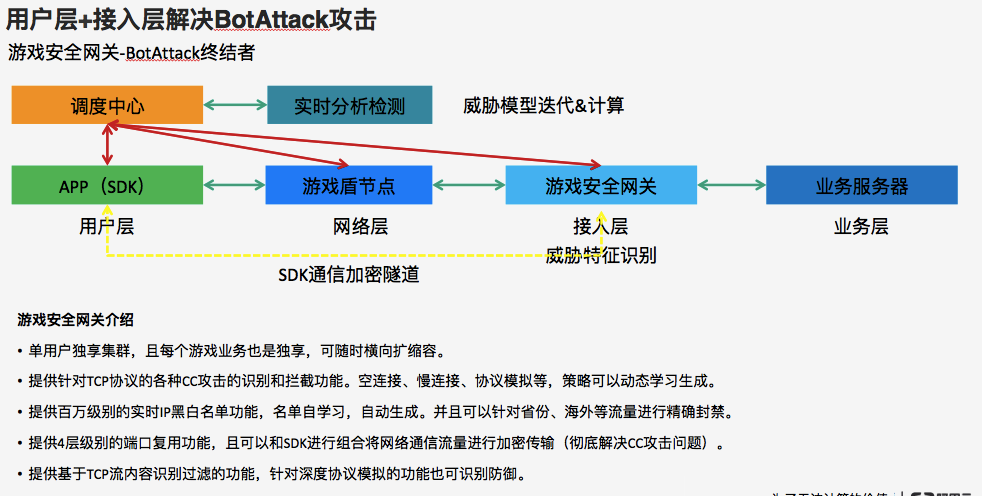 用户层+接入层解决BotAttack攻击
游戏安全网关-BotAttack终结者
调度中心
实时分析检测
威胁模型迭代&计算
APP（SDK）
游戏盾节点
游戏安全网关
业务服务器
用户层
网络层
接入层
业务层
威胁特征识别
SDK通信加密隧道
游戏安全网关介绍
• 单用户独享集群，且每个游戏业务也是独享，可随时横向扩缩容。
• 提供针对TCP协议的各种CC攻击的识别和拦截功能。空连接、慢连接、协议模拟等，策略可以动态学习生成。
• 提供百万级别的实时IP黑白名单功能，名单自学习，自动生成。并且可以针对省份、海外等流量进行精确封禁。
• 提供4层级别的端口复用功能，且可以和SDK进行组合将网络通信流量进行加密传输（彻底解决CC攻击问题）。
• 提供基于TCP流内容识别过滤的功能，针对深度协议模拟的功能也可识别防御。